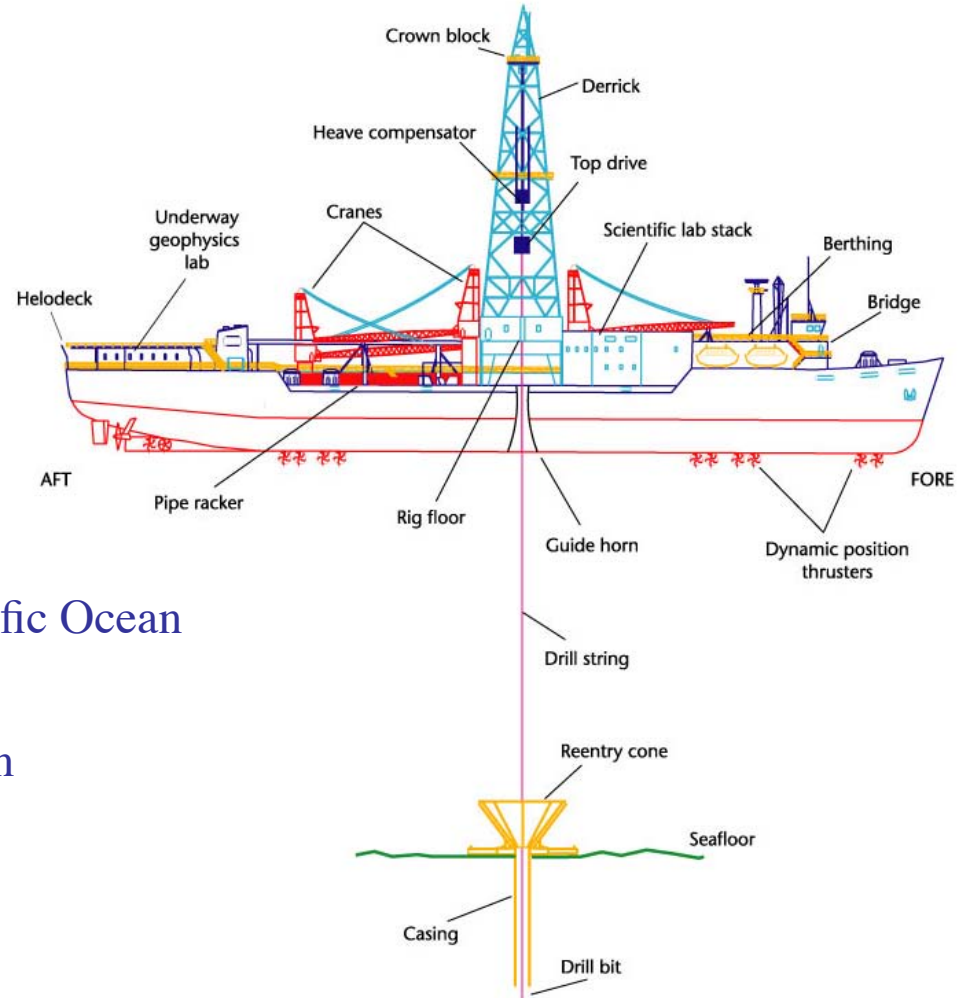 Crown block
Derrick
Heave compensator
Top drive
Cranes
Underway
geophysics
lab
Scientific lab stack
Berthing
Helodeck
Bridge
AFT
FORE
Pipe racker
Rig floor
Guide horn
Dynamic position
thrusters
fic Ocean
Drill string
Reentry cone
Seafloor
Casing
Drill bit